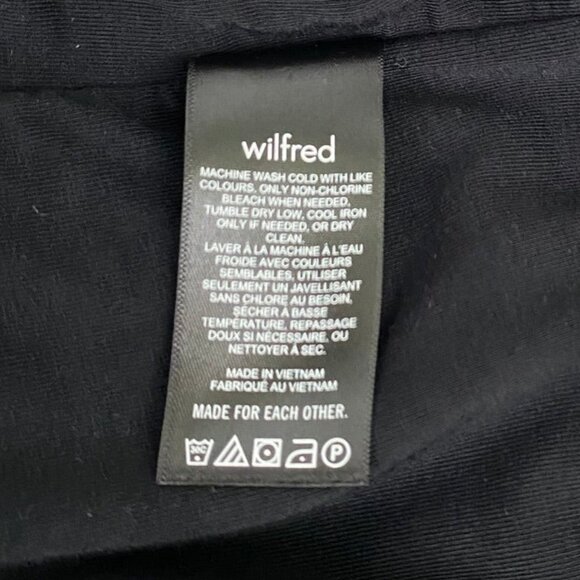 wilfred
MACHINE WASH COLD WITH LIKE
COLOURS. ONLY NON-CHLORINE
BLEACH WHEN NEEDED.
TUMBLE DRY LOW, COOL IRON
ONLY IF NEEDED, OR DRY
CLEAN.
LAVER À LA MACHINE À L'EAU
FROIDE AVEC COULEURS
SEMBLABLES, UTILISER
SEULEMENT UN JAVELLISANT
SANS CHLORE AU BESOIN,
SÉCHER À BASSE
TEMPÉRATURE, REPASSAGE
DOUX SI NÉCESSAIRE, OU
NETTOYER À SEC.
MADE IN VIETNAM
FABRIQUÉ AU VIETNAM
MADE FOR EACH OTHER.
30C P